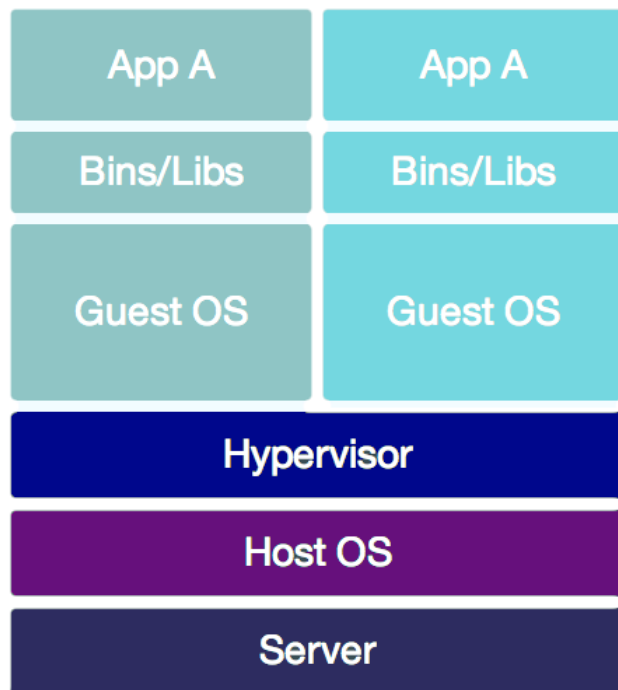 App A App A
Bins/Libs Bins/Libs
Guest OS Guest OS
Hypervisor
Host OS
Server